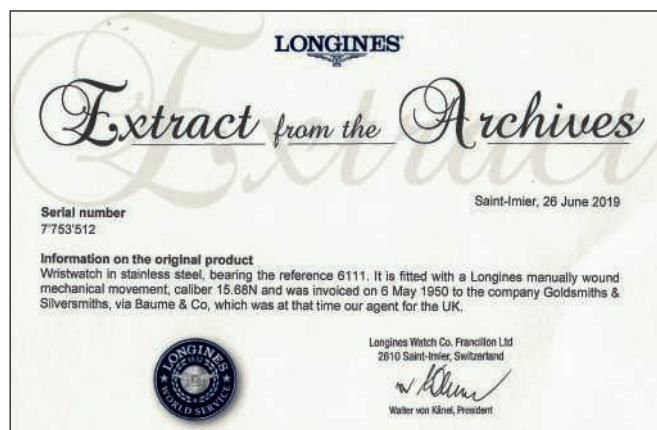 LONGINES
Extract from the Archives
Saint-Imier, 26 June 2019
Serial number
7'753'512
Information on the original product
Wristwatch in stainless steel, bearing the reference 6111. It is fitted with a Longines manually wound
mechanical movement, caliber 15.68N and was invoiced on 6 May 1950 to the company Goldsmiths &
Silversmiths, via Baume & Co, which was at that time our agent for the UK.
Longines Watch Co. Francillon Ltd
2610 Saint-Imier, Switzerland
LONGINES
WORLD SERVICE
Walter von Känel, President